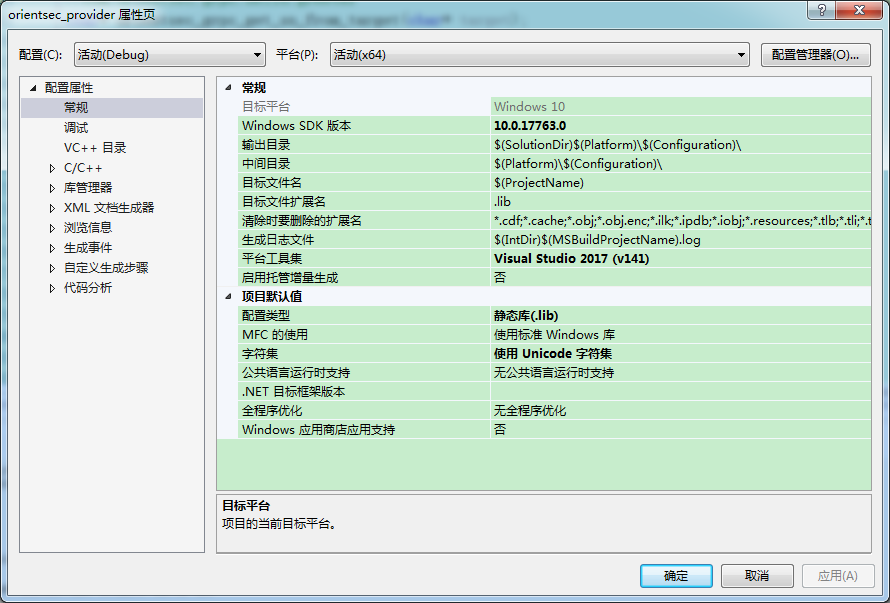 orientsec_provider 属性页
配置(C): 活动(Debug) 平台(P): 活动(x64) 配置管理器(O)...
配置属性
常规
调试
VC++ 目录
C/C++
库管理器
XML 文档生成器
浏览信息
生成事件
自定义生成步骤
代码分析
常规
目标平台 Windows 10
Windows SDK 版本 10.0.17763.0
输出目录 $(SolutionDir)$(Platform)\$(Configuration)\
中间目录 $(Platform)\$(Configuration)\
目标文件名 $(ProjectName)
目标文件扩展名 .lib
清除时要删除的扩展名 *.cdf;*.cache;*.obj;*.obj.enc;*.ilk;*.ipdb;*.iobj;*.resources;*.tlb;*.tli;*.t
生成日志文件 $(IntDir)$(MSBuildProjectName).log
平台工具集 Visual Studio 2017 (v141)
启用托管增量生成 否
项目默认值
配置类型 静态库(.lib)
MFC 的使用 使用标准 Windows 库
字符集 使用 Unicode 字符集
公共语言运行时支持 无公共语言运行时支持
.NET 目标框架版本
全程序优化 无全程序优化
Windows 应用商店应用支持 否
目标平台
项目的当前目标平台。
确定 取消 应用(A)